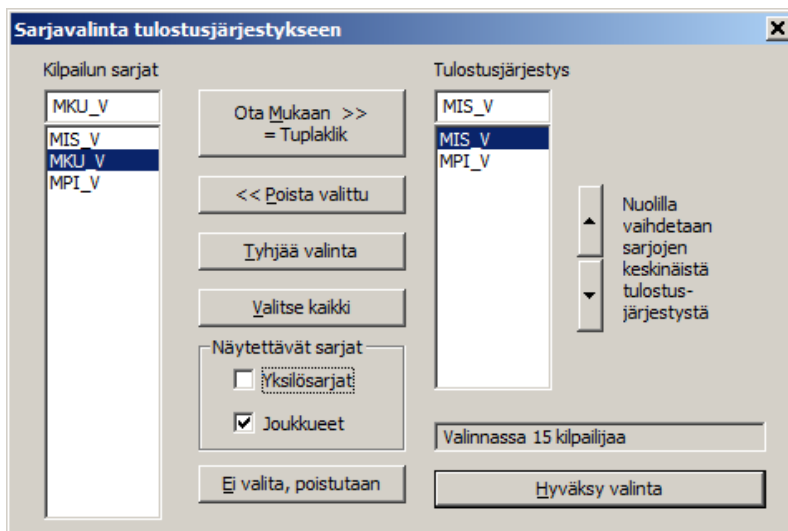 Sarjavalinta tulostusjärjestykseen
Kilpailun sarjat
MKU_V
MIS_V
MKU_V
MPI_V
Ota Mukaan >>
= Tuplaklik
<< Poista valittu
Tyhjää valinta
Valitse kaikki
Näytettävät sarjat
Yksilösarjat
Joukkueet
Ei valita, poistutaan
Tulostusjärjestys
MIS_V
MIS_V
MPI_V
Nuolilla
vaihdetaan
sarjojen
keskinäistä
tulostus-
järjestystä
Valinnassa 15 kilpailijaa
Hyväksy valinta